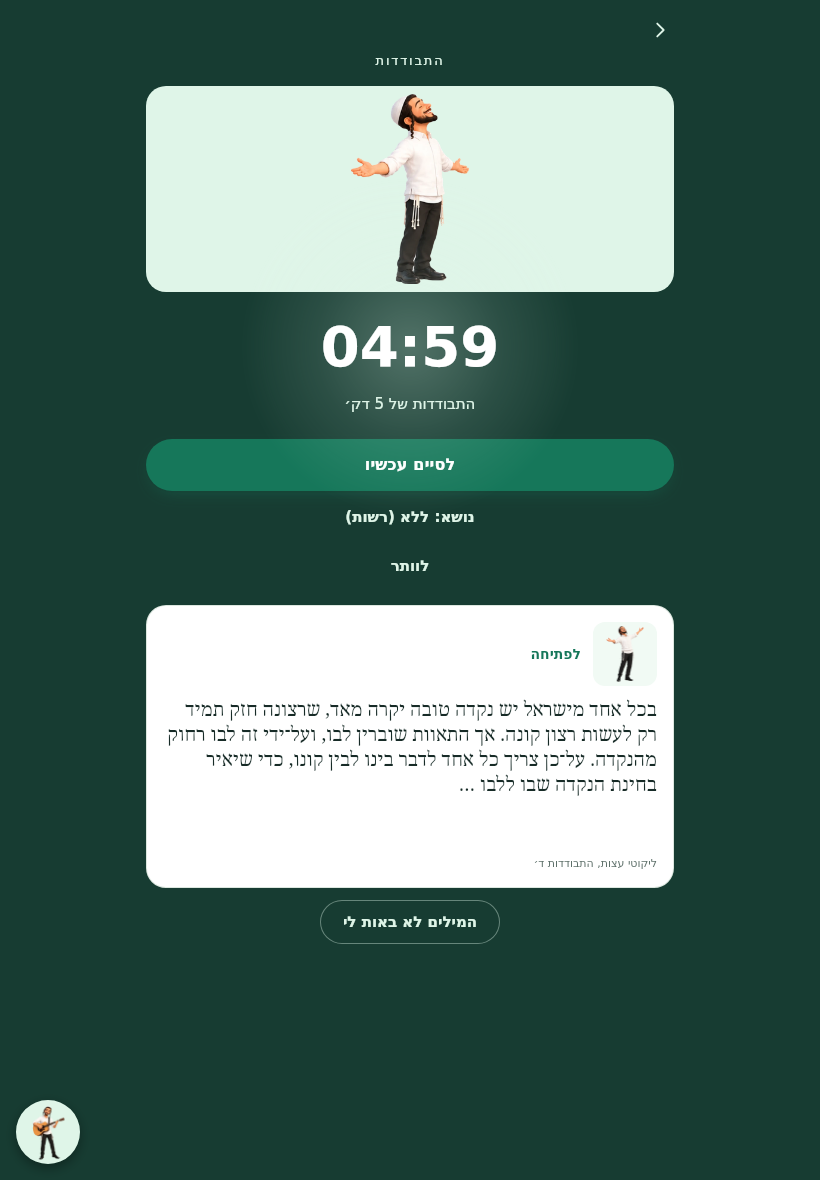 התבודדות
04:59
התבודדות של 5 דק׳
לסיים עכשיו
נושא: ללא (רשות)
לוותר
לפתיחה
בכל אחד מישראל יש נקדה טובה יקרה מאד, שרצונה חזק תמיד
רק לעשות רצון קונה. אך התאוות שוברין לבו, ועל־ידי זה לבו רחוק
מהנקדה. על־כן צריך כל אחד לדבר בינו לבין קונו, כדי שיאיר
בחינת הנקדה שבו ללבו ...
ליקוטי עצות, התבודדות ד׳
המילים לא באות לי